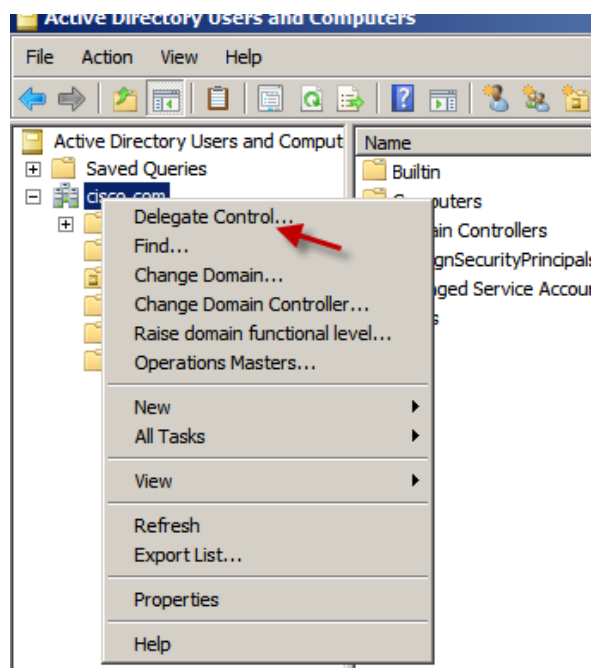 Active Directory Users and Computers
File Action View Help
Active Directory Users and Comput
Name
Saved Queries
Builtin
cisco.com
Delegate Control...
Find...
Change Domain...
Change Domain Controller...
Raise domain functional level...
Operations Masters...
New
All Tasks
View
Refresh
Export List...
Properties
Help